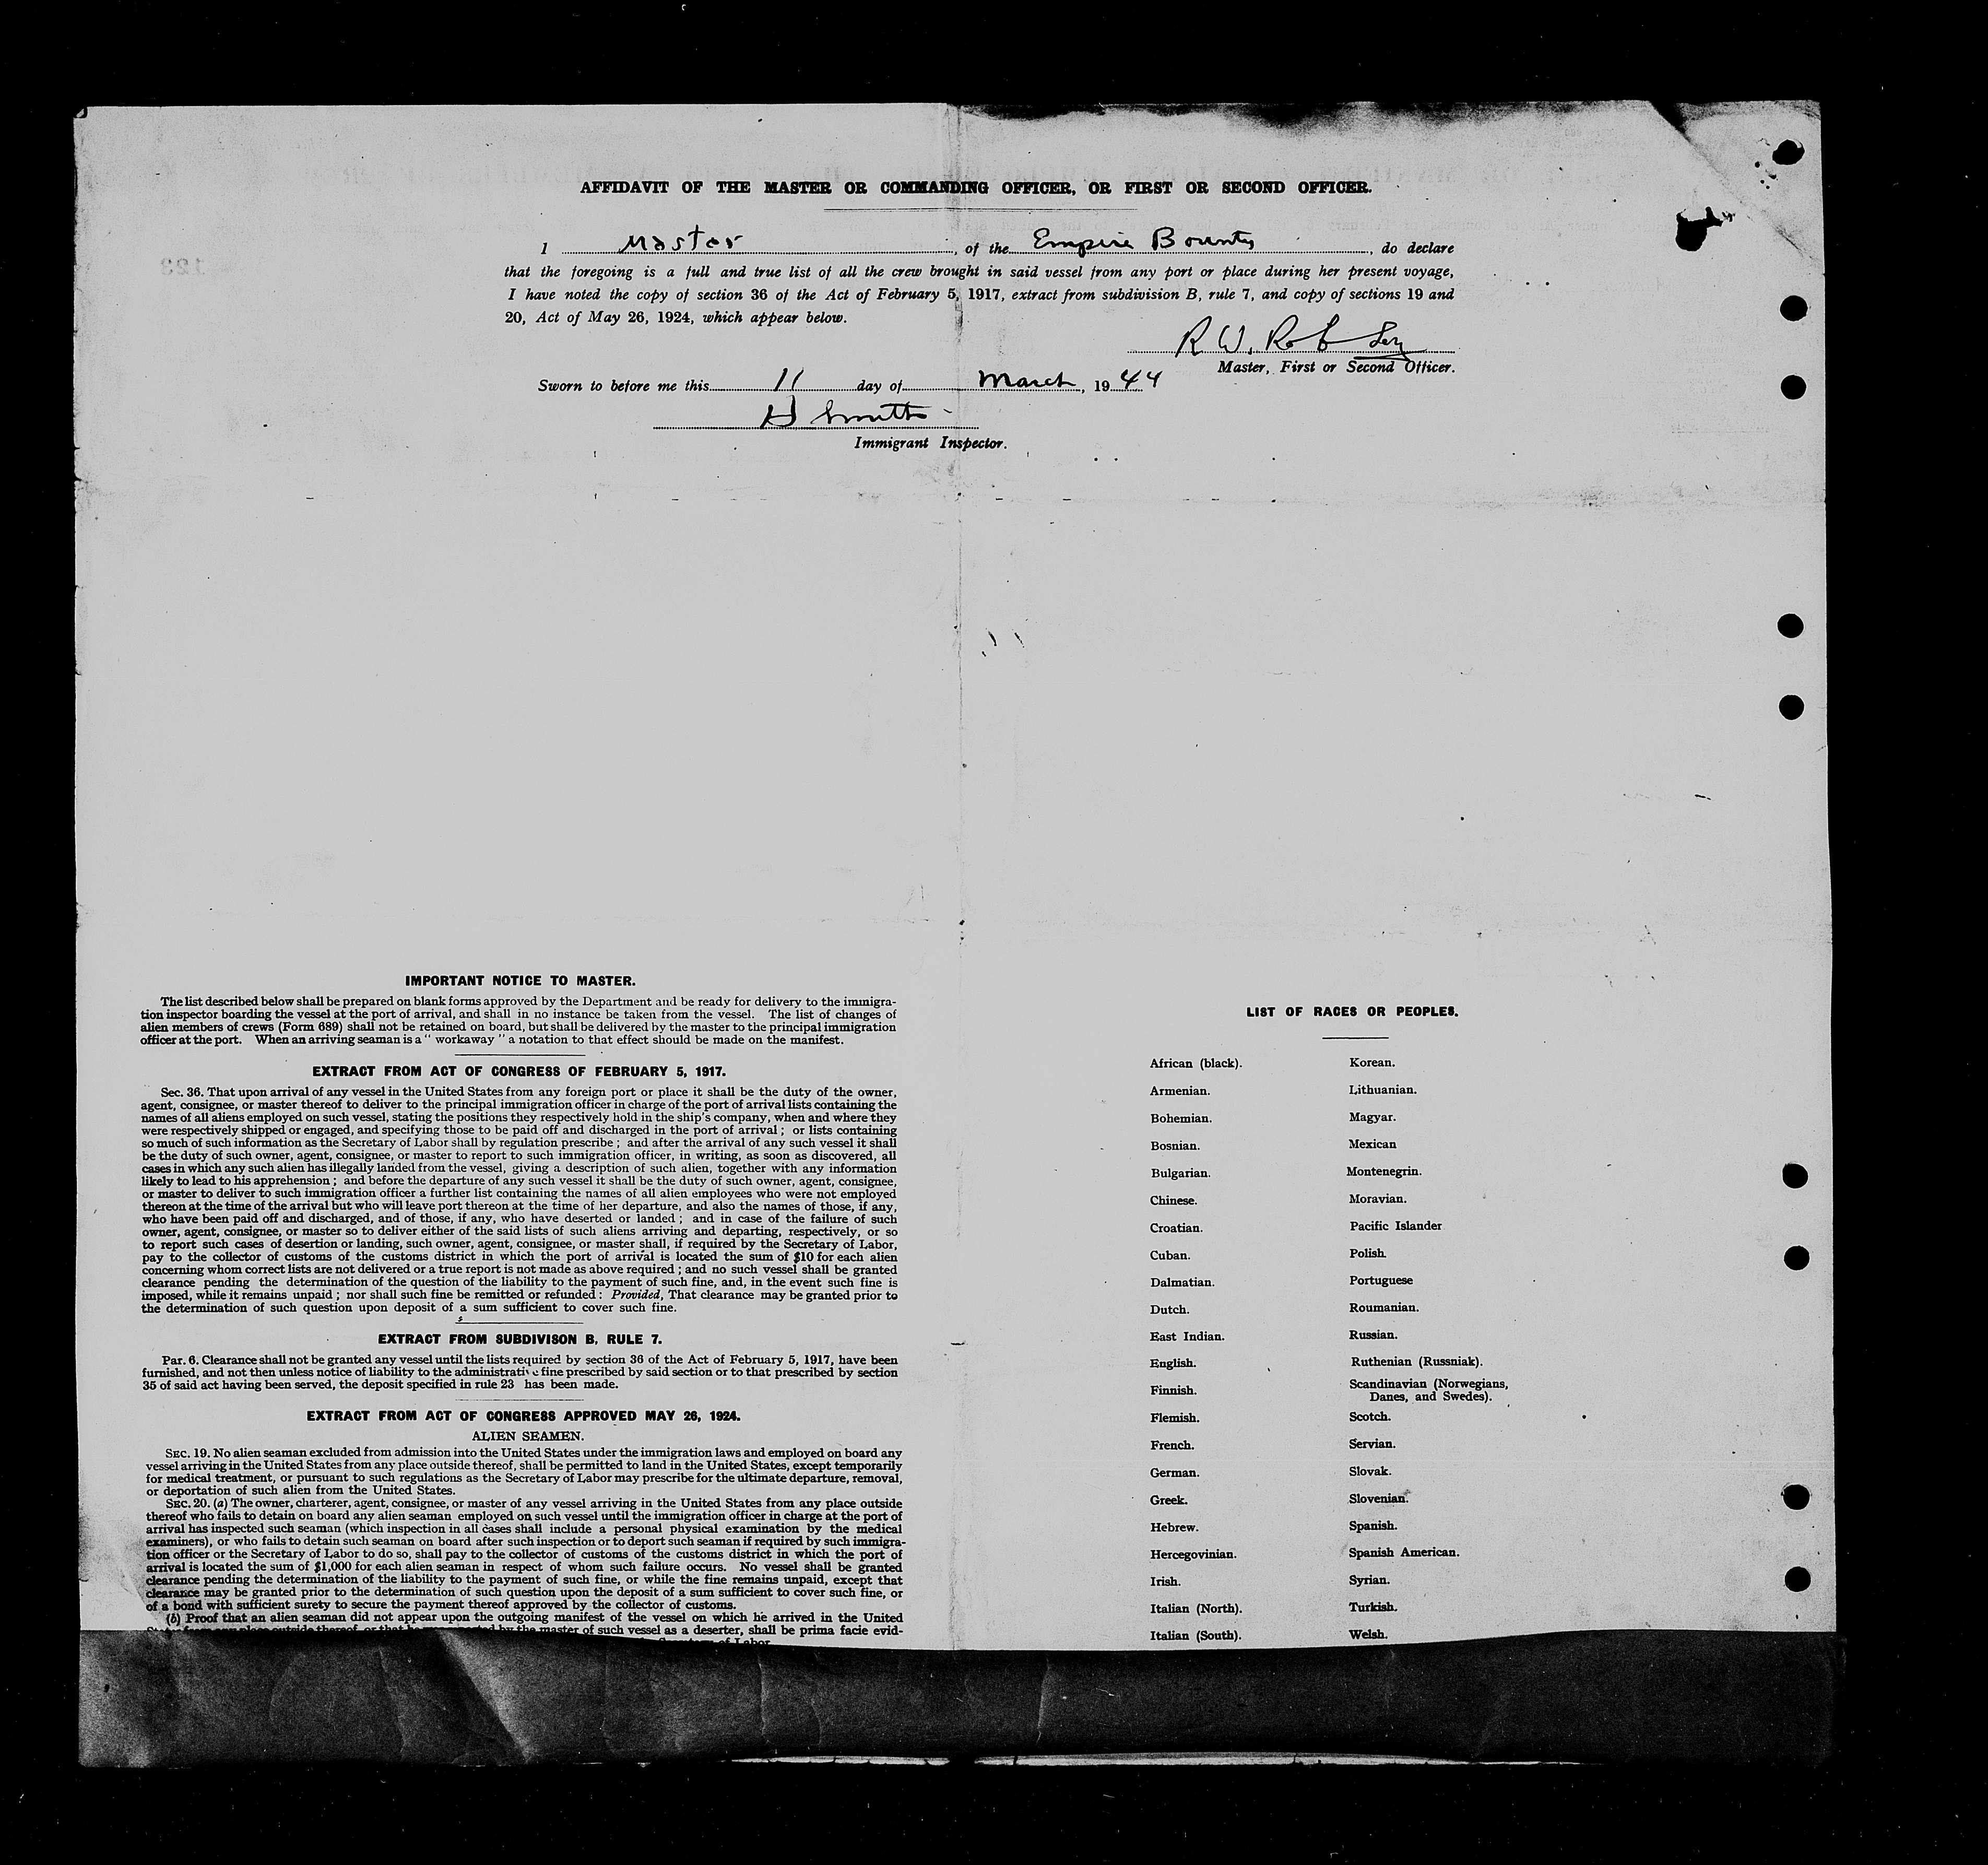 AFFIDAVIT OF THE MASTER OR COMMANDING OFFICER, OR FIRST OR SECOND OFFICER.
I Master, of the Empire Bounty, do declare
that the foregoing is a full and true list of all the crew brought in said vessel from any port or place during her present voyage,
I have noted the copy of section 36 of the Act of February 5, 1917, extract from subdivision B, rule 7, and copy of sections 19 and
20, Act of May 26, 1924, which appear below.
R W.
Master, First or Second Officer.
Sworn to before me this 11 day of March, 1944
H Smith
Immigrant Inspector.
123
IMPORTANT NOTICE TO MASTER.
The list described below shall be prepared on blank forms approved by the Department and be ready for delivery to the immigra-
tion inspector boarding the vessel at the port of arrival, and shall in no instance be taken from the vessel. The list of changes of
alien members of crews (Form 689) shall not be retained on board, but shall be delivered by the master to the principal immigration
officer at the port. When an arriving seaman is a " workaway " a notation to that effect should be made on the manifest.
EXTRACT FROM ACT OF CONGRESS OF FEBRUARY 5, 1917.
Sec. 36. That upon arrival of any vessel in the United States from any foreign port or place it shall be the duty of the owner,
agent, consignee, or master thereof to deliver to the principal immigration officer in charge of the port of arrival lists containing the
names of all aliens employed on such vessel, stating the positions they respectively hold in the ship's company, when and where they
were respectively shipped or engaged, and specifying those to be paid off and discharged in the port of arrival ; or lists containing
so much of such information as the Secretary of Labor shall by regulation prescribe ; and after the arrival of any such vessel it shall
be the duty of such owner, agent, consignee, or master to report to such immigration officer, in writing, as soon as discovered, all
cases in which any such alien has illegally landed from the vessel, giving a description of such alien, together with any information
likely to lead to his apprehension ; and before the departure of any such vessel it shall be the duty of such owner, agent, consignee,
or master to deliver to such immigration officer a further list containing the names of all alien employees who were not employed
thereon at the time of the arrival but who will leave port thereon at the time of her departure, and also the names of those, if any,
who have been paid off and discharged, and of those, if any, who have deserted or landed ; and in case of the failure of such
owner, agent, consignee, or master so to deliver either of the said lists of such aliens arriving and departing, respectively, or so
to report such cases of desertion or landing, such owner, agent, consignee, or master shall, if required by the Secretary of Labor,
pay to the collector of customs of the customs district in which the port of arrival is located the sum of $10 for each alien
concerning whom correct lists are not delivered or a true report is not made as above required ; and no such vessel shall be granted
clearance pending the determination of the question of the liability to the payment of such fine, and, in the event such fine is
imposed, while it remains unpaid ; nor shall such fine be remitted or refunded : Provided, That clearance may be granted prior to
the determination of such question upon deposit of a sum sufficient to cover such fine.
EXTRACT FROM SUBDIVISON B, RULE 7.
Par. 6. Clearance shall not be granted any vessel until the lists required by section 36 of the Act of February 5, 1917, have been
furnished, and not then unless notice of liability to the administrative fine prescribed by said section or to that prescribed by section
35 of said act having been served, the deposit specified in rule 23 has been made.
EXTRACT FROM ACT OF CONGRESS APPROVED MAY 26, 1924.
ALIEN SEAMEN.
SEC. 19. No alien seaman excluded from admission into the United States under the immigration laws and employed on board any
vessel arriving in the United States from any place outside thereof, shall be permitted to land in the United States, except temporarily
for medical treatment, or pursuant to such regulations as the Secretary of Labor may prescribe for the ultimate departure, removal,
or deportation of such alien from the United States.
SEC. 20. (a) The owner, charterer, agent, consignee, or master of any vessel arriving in the United States from any place outside
thereof who fails to detain on board any alien seaman employed on such vessel until the immigration officer in charge at the port of
arrival has inspected such seaman (which inspection in all cases shall include a personal physical examination by the medical
examiners), or who fails to detain such seaman on board after such inspection or to deport such seaman if required by such immigra-
tion officer or the Secretary of Labor to do so, shall pay to the collector of customs of the customs district in which the port of
arrival is located the sum of $1,000 for each alien seaman in respect of whom such failure occurs. No vessel shall be granted
clearance pending the determination of the liability to the payment of such fine, or while the fine remains unpaid, except that
clearance may be granted prior to the determination of such question upon the deposit of a sum sufficient to cover such fine, or
of a bond with sufficient surety to secure the payment thereof approved by the collector of customs.
(b) Proof that an alien seaman did not appear upon the outgoing manifest of the vessel on which he arrived in the United
States from any place outside thereof, or that he by the master of such vessel as a deserter, shall be prima facie evid-
of Labor
LIST OF RACES OR PEOPLES.
African (black).
Armenian.
Bohemian.
Bosnian.
Bulgarian.
Chinese.
Croatian.
Cuban.
Dalmatian.
Dutch.
East Indian.
English.
Finnish.
Flemish.
French.
German.
Greek.
Hebrew.
Hercegovinian.
Irish.
Italian (North).
Italian (South).
Korean.
Lithuanian.
Magyar.
Mexican
Montenegrin.
Moravian.
Pacific Islander
Polish.
Portuguese
Roumanian.
Russian.
Ruthenian (Russniak).
Scandinavian (Norwegians,
Danes, and Swedes).
Scotch.
Servian.
Slovak.
Slovenian.
Spanish.
Spanish American.
Syrian.
Turkish.
Welsh.